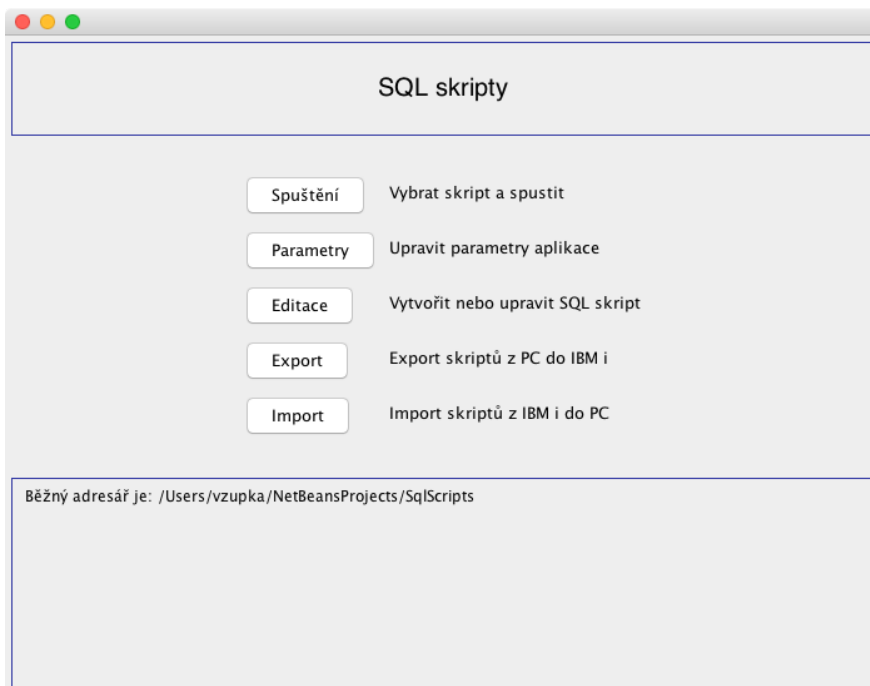 SQL skripty
Spuštění Vybrat skript a spustit
Parametry Upravit parametry aplikace
Editace Vytvořit nebo upravit SQL skript
Export Export skriptů z PC do IBM i
Import Import skriptů z IBM i do PC
Běžný adresář je: /Users/vzupka/NetBeansProjects/SqlScripts